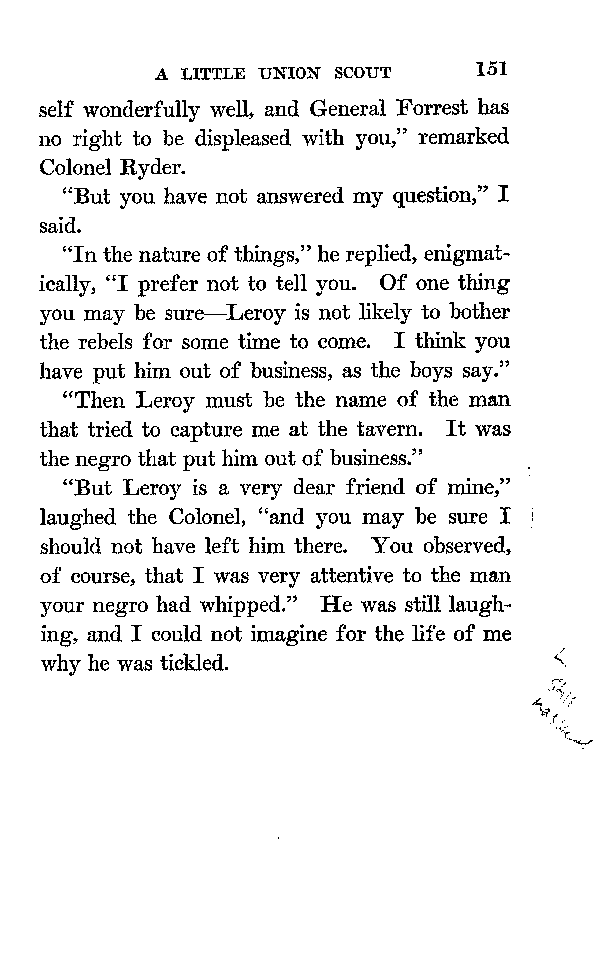 A LITTLE UNION SCOUT 151
self wonderfully well, and General Forrest has
no right to be displeased with you," remarked
Colonel Ryder.
"But you have not answered my question," I
said.
"In the nature of things," he replied, enigmat-
ically, "I prefer not to tell you. Of one thing
you may be sure—Leroy is not likely to bother
the rebels for some time to come. I think you
have put him out of business, as the boys say."
"Then Leroy must be the name of the man
that tried to capture me at the tavern. It was
the negro that put him out of business."
"But Leroy is a very dear friend of mine,"
laughed the Colonel, "and you may be sure I
should not have left him there. You observed,
of course, that I was very attentive to the man
your negro had whipped." He was still laugh-
ing, and I could not imagine for the life of me
why he was tickled.